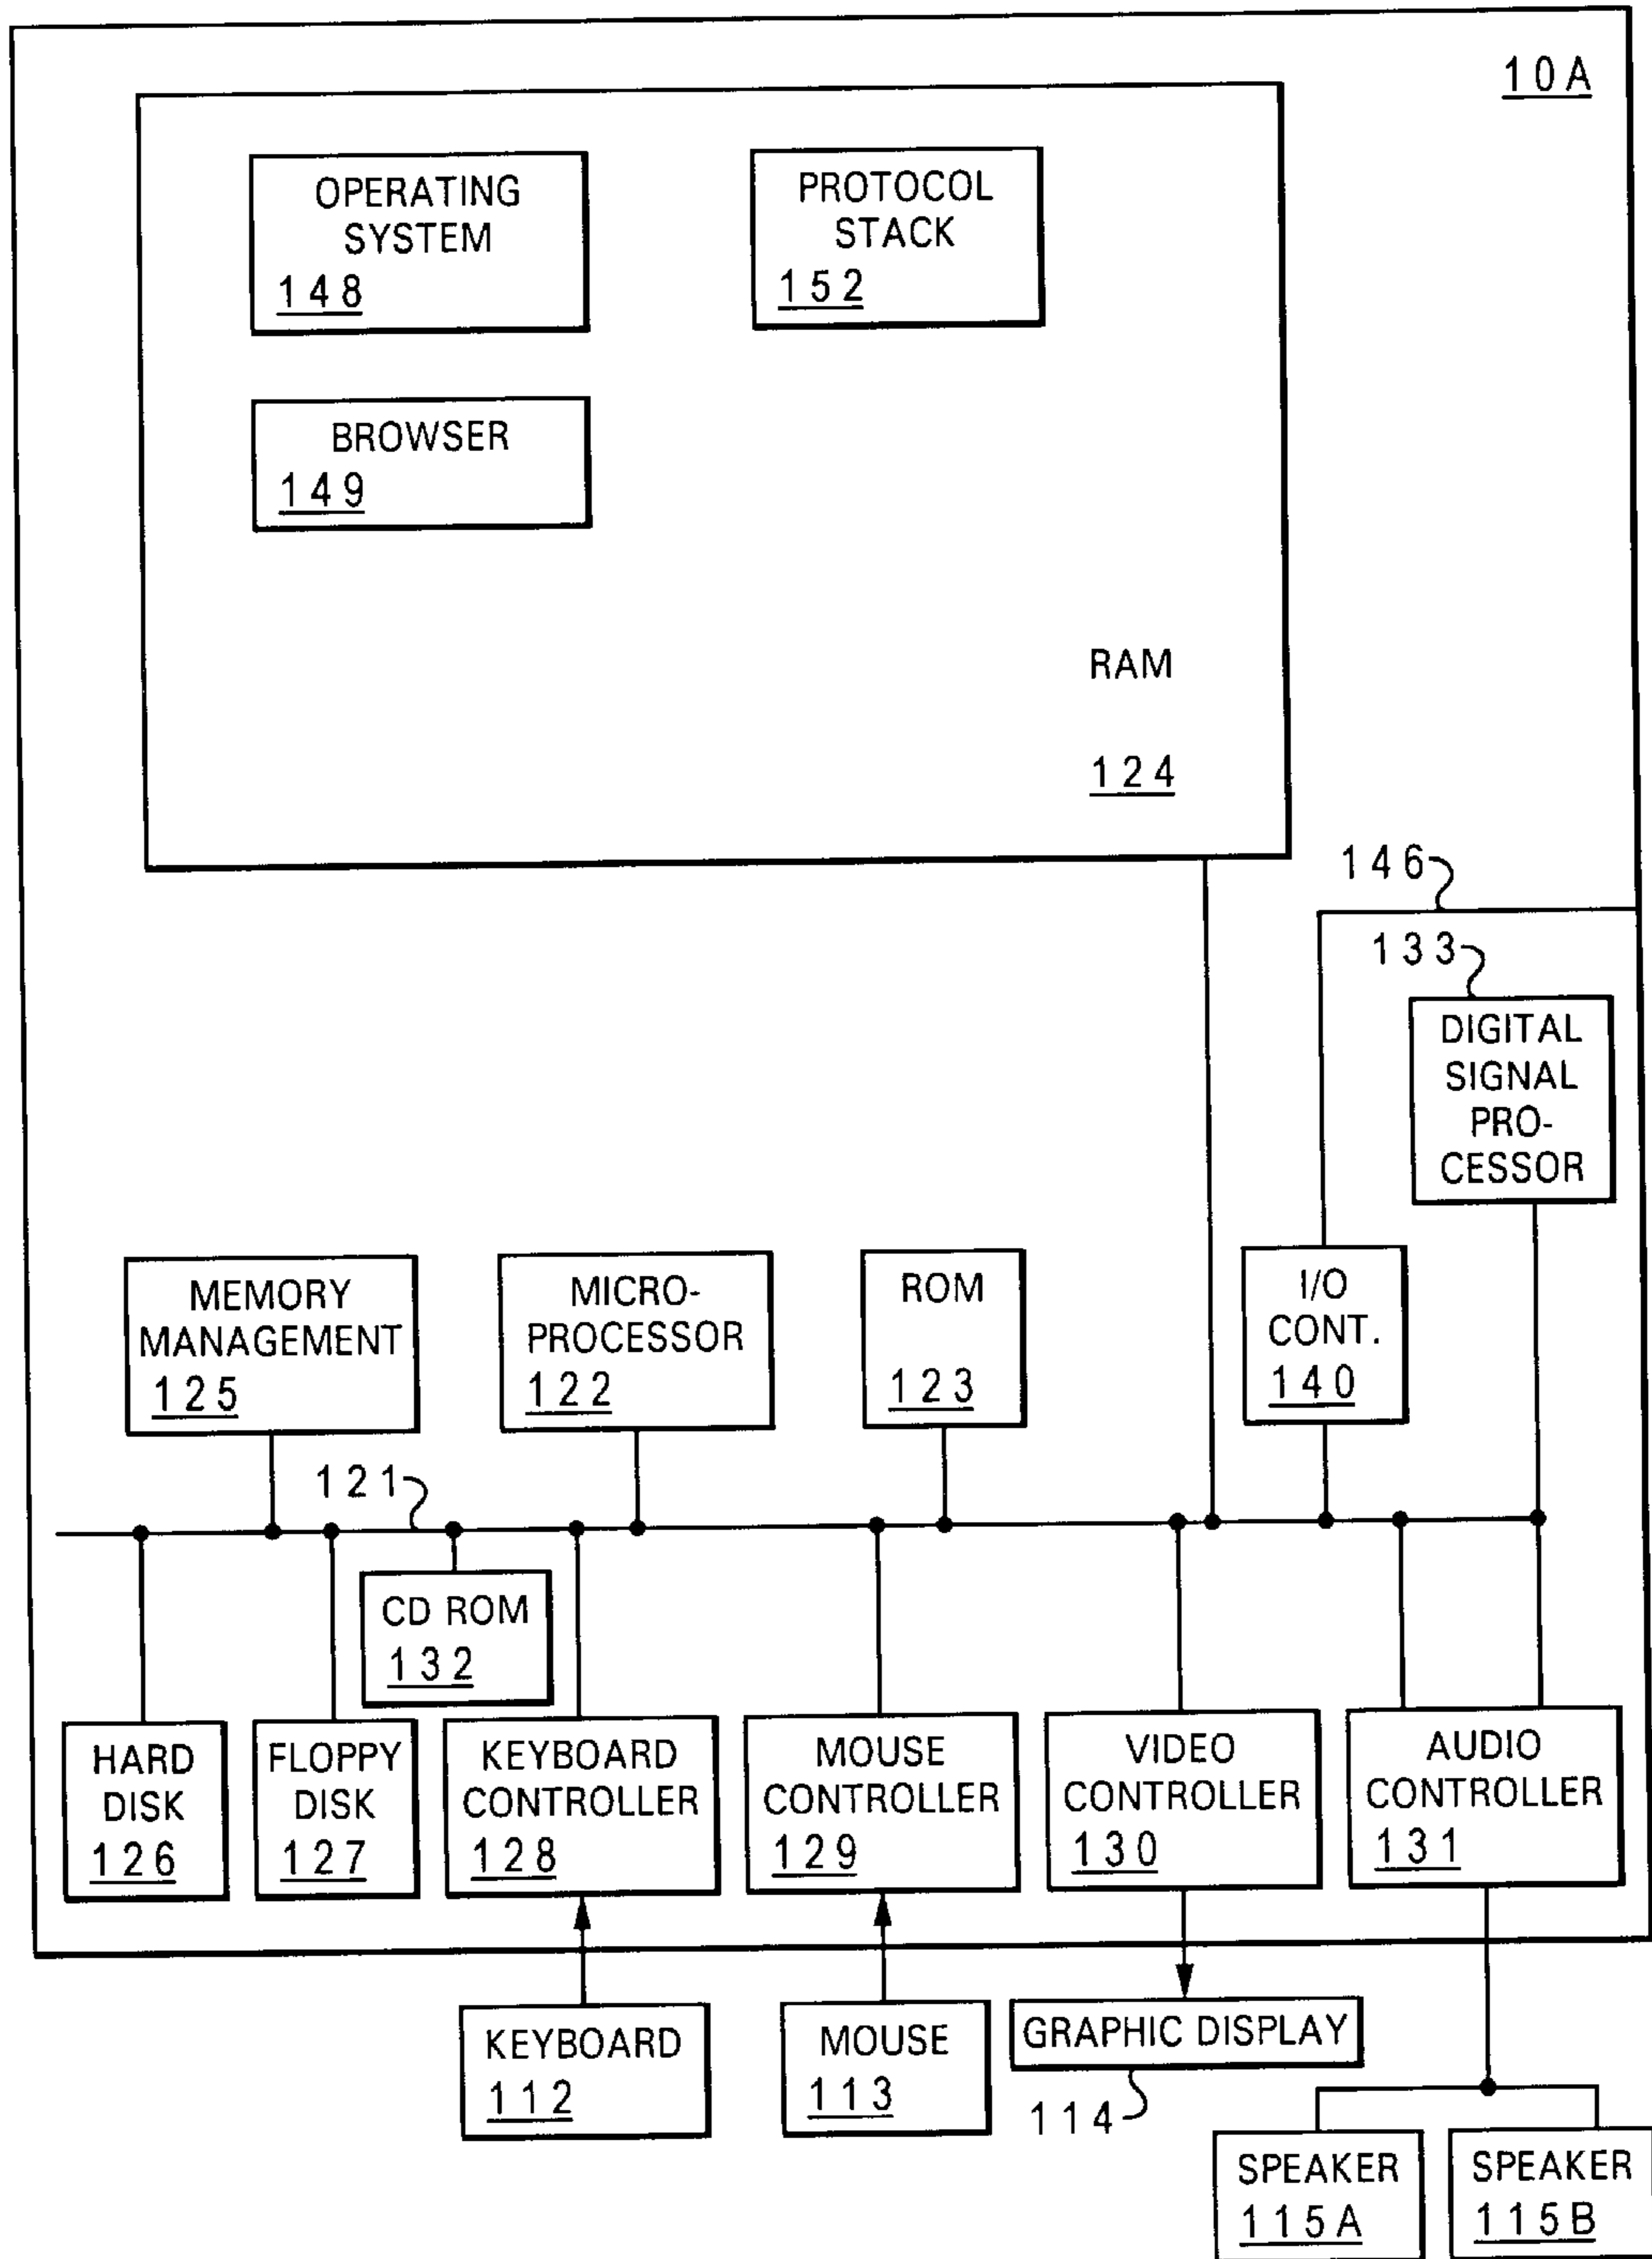 10A
OPERATING
SYSTEM
148
PROTOCOL
STACK
152
BROWSER
149
RAM
124
146
133
DIGITAL
SIGNAL
PRO-
CESSOR
MEMORY
MANAGEMENT
125
MICRO-
PROCESSOR
122
ROM
123
I/O
CONT.
140
121
CD ROM
132
HARD
DISK
126
FLOPPY
DISK
127
KEYBOARD
CONTROLLER
128
MOUSE
CONTROLLER
129
VIDEO
CONTROLLER
130
AUDIO
CONTROLLER
131
KEYBOARD
112
MOUSE
113
GRAPHIC DISPLAY
114
SPEAKER
115A
SPEAKER
115B